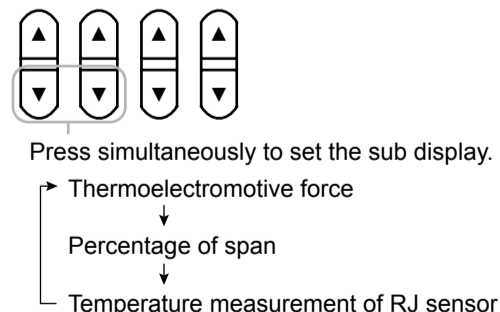 Press simultaneously to set the sub display.
Thermoelectromotive force
Percentage of span
Temperature measurement of RJ sensor